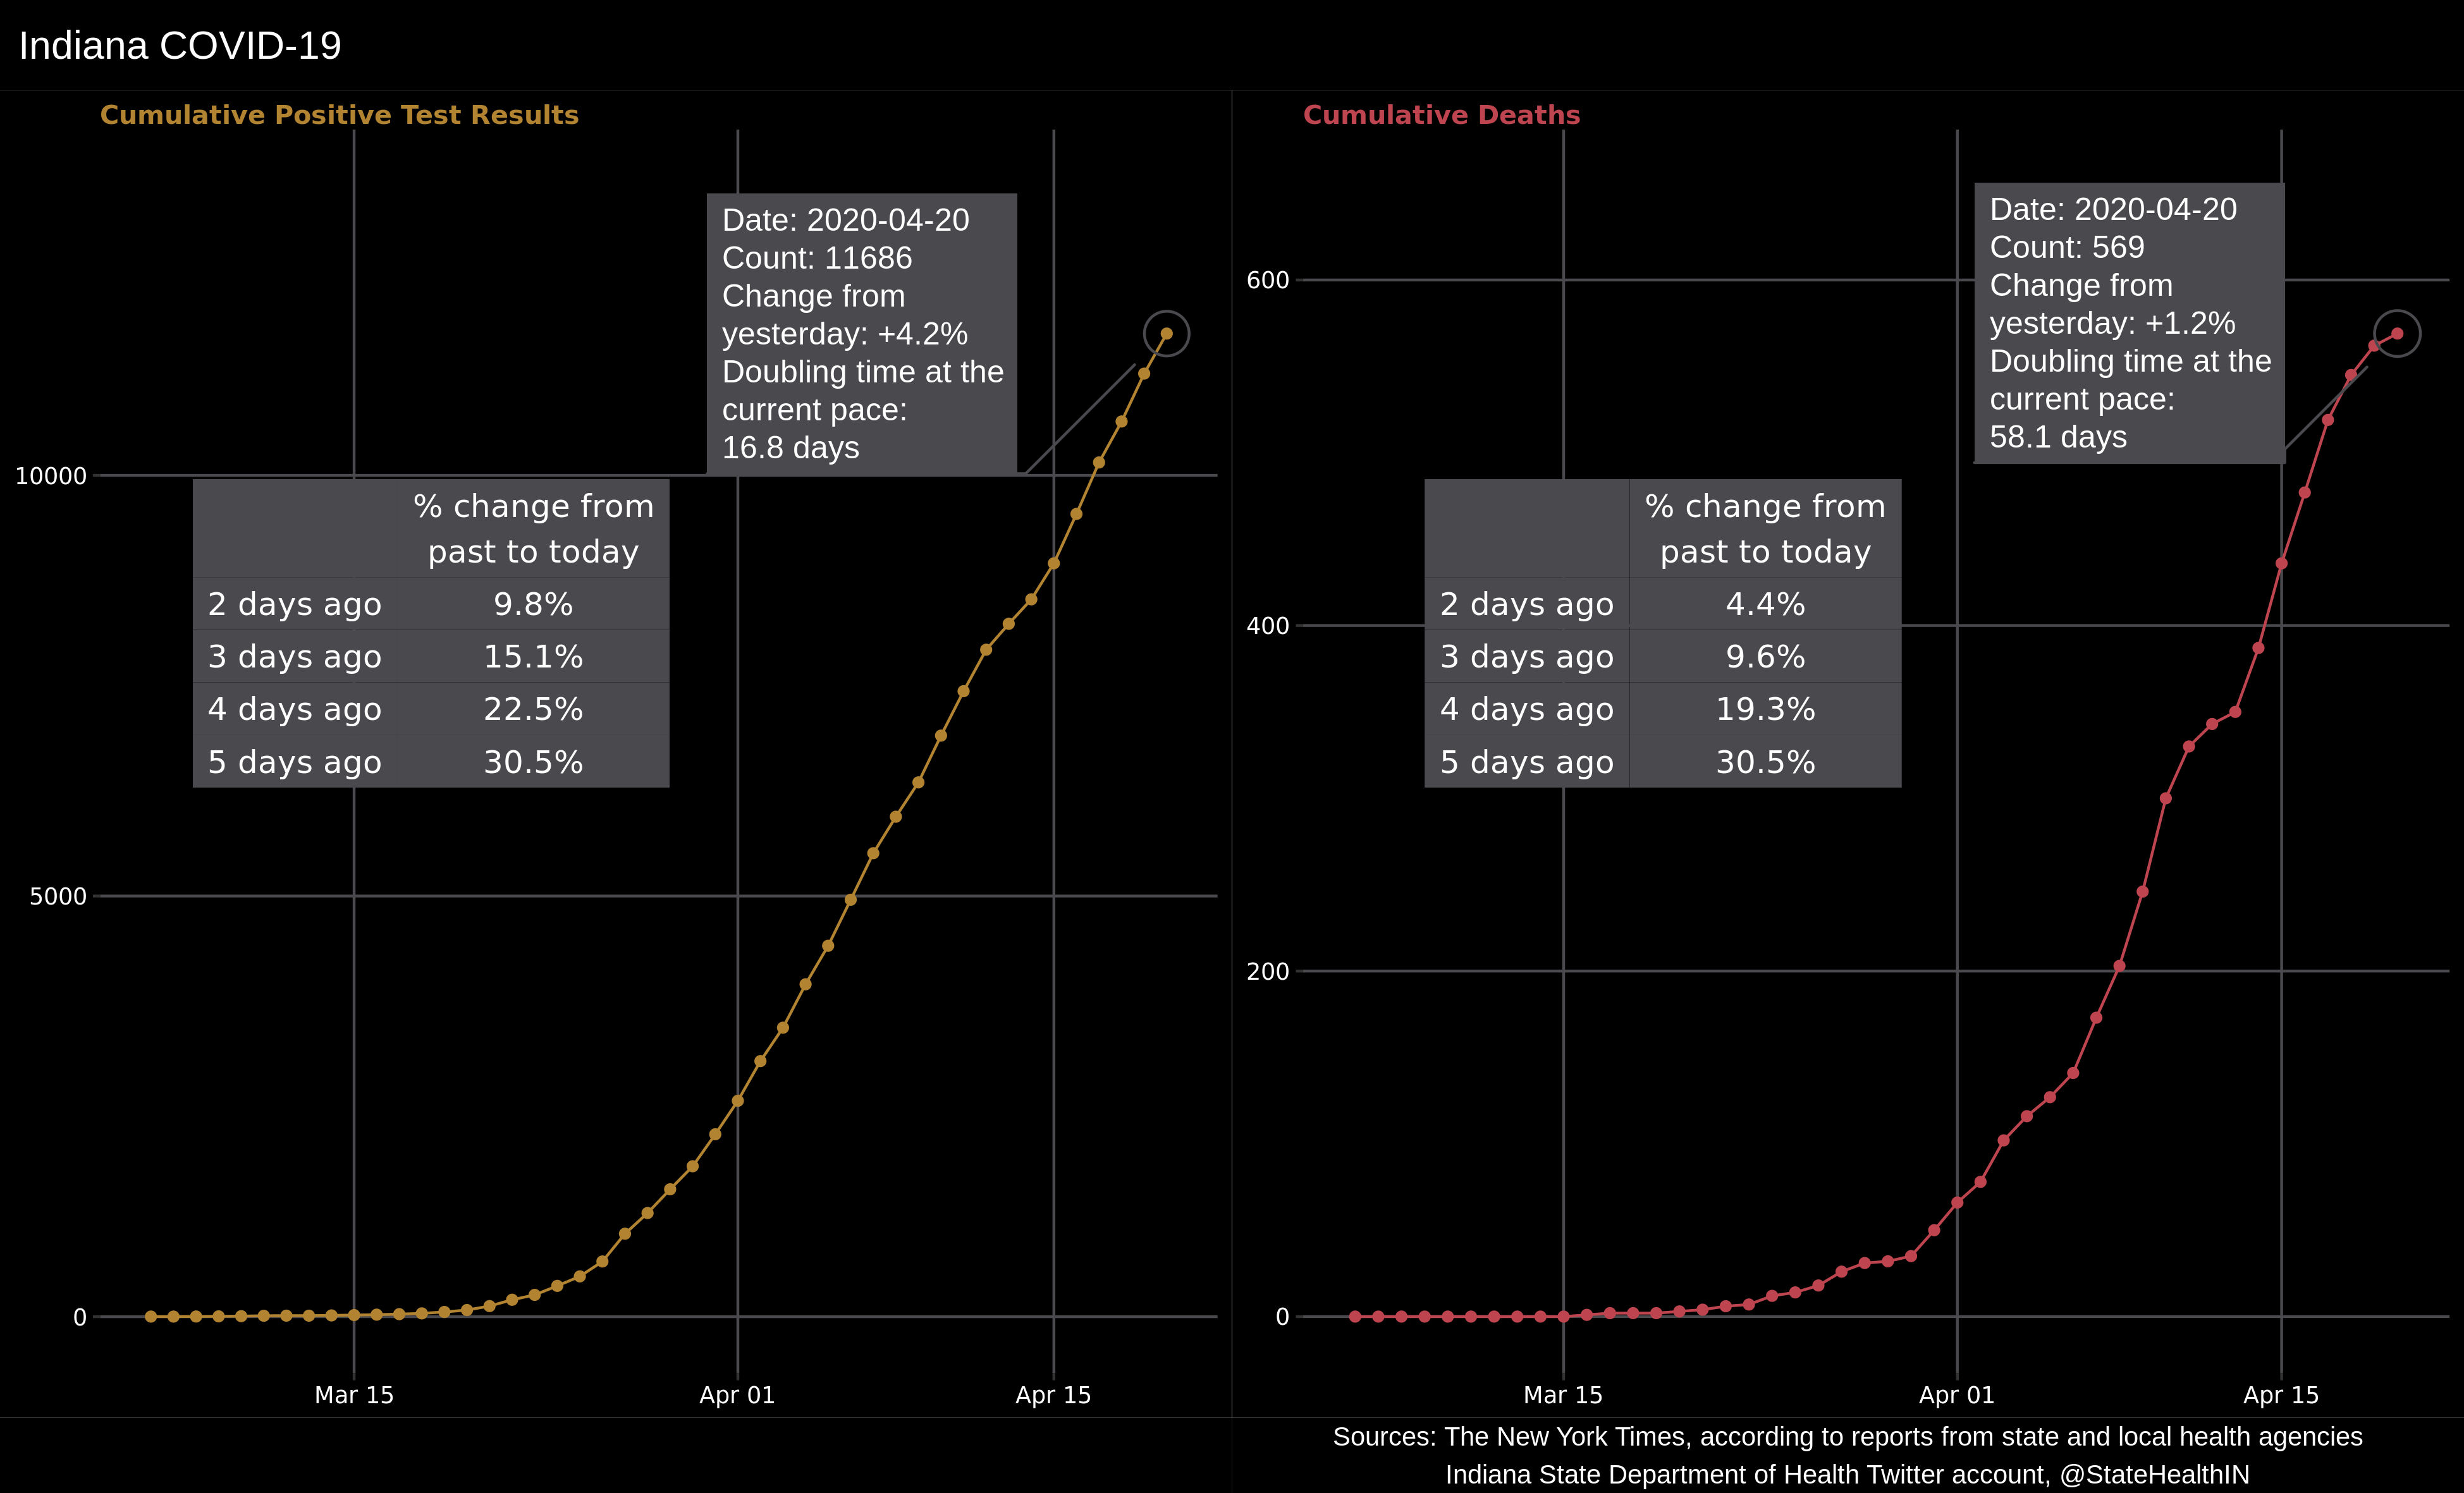 Indiana COVID-19
Cumulative Positive Test Results
Date: 2020-04-20
Count: 11686
Change from
yesterday: +4.2%
Doubling time at the
current pace:
16.8 days
% change from
past to today
2 days ago 9.8%
3 days ago 15.1%
4 days ago 22.5%
5 days ago 30.5%
10000
5000
0
Mar 15
Apr 01
Apr 15
Cumulative Deaths
Date: 2020-04-20
Count: 569
Change from
yesterday: +1.2%
Doubling time at the
current pace:
58.1 days
% change from
past to today
2 days ago 4.4%
3 days ago 9.6%
4 days ago 19.3%
5 days ago 30.5%
600
400
200
0
Mar 15
Apr 01
Apr 15
Sources: The New York Times, according to reports from state and local health agencies
Indiana State Department of Health Twitter account, @StateHealthIN